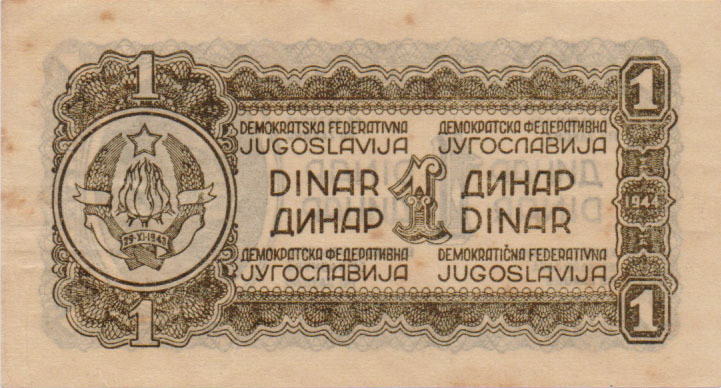 1
1
DEMOKRATSKA FEDERATIVNA
JUGOSLAVIJA
ДЕМОКРАТСКА ФЕДЕРАТИВНА
ЈУГОСЛАВИЈА
DINAR
1
ДИНАР
ДИНАР
DINAR
1944
29·XI·1943
ДЕМОКРАТСКА ФЕДЕРАТИВНА
ЈУГОСЛАВИЈА
DEMOKRATIČNA FEDERATIVNA
JUGOSLAVIJA
1
1